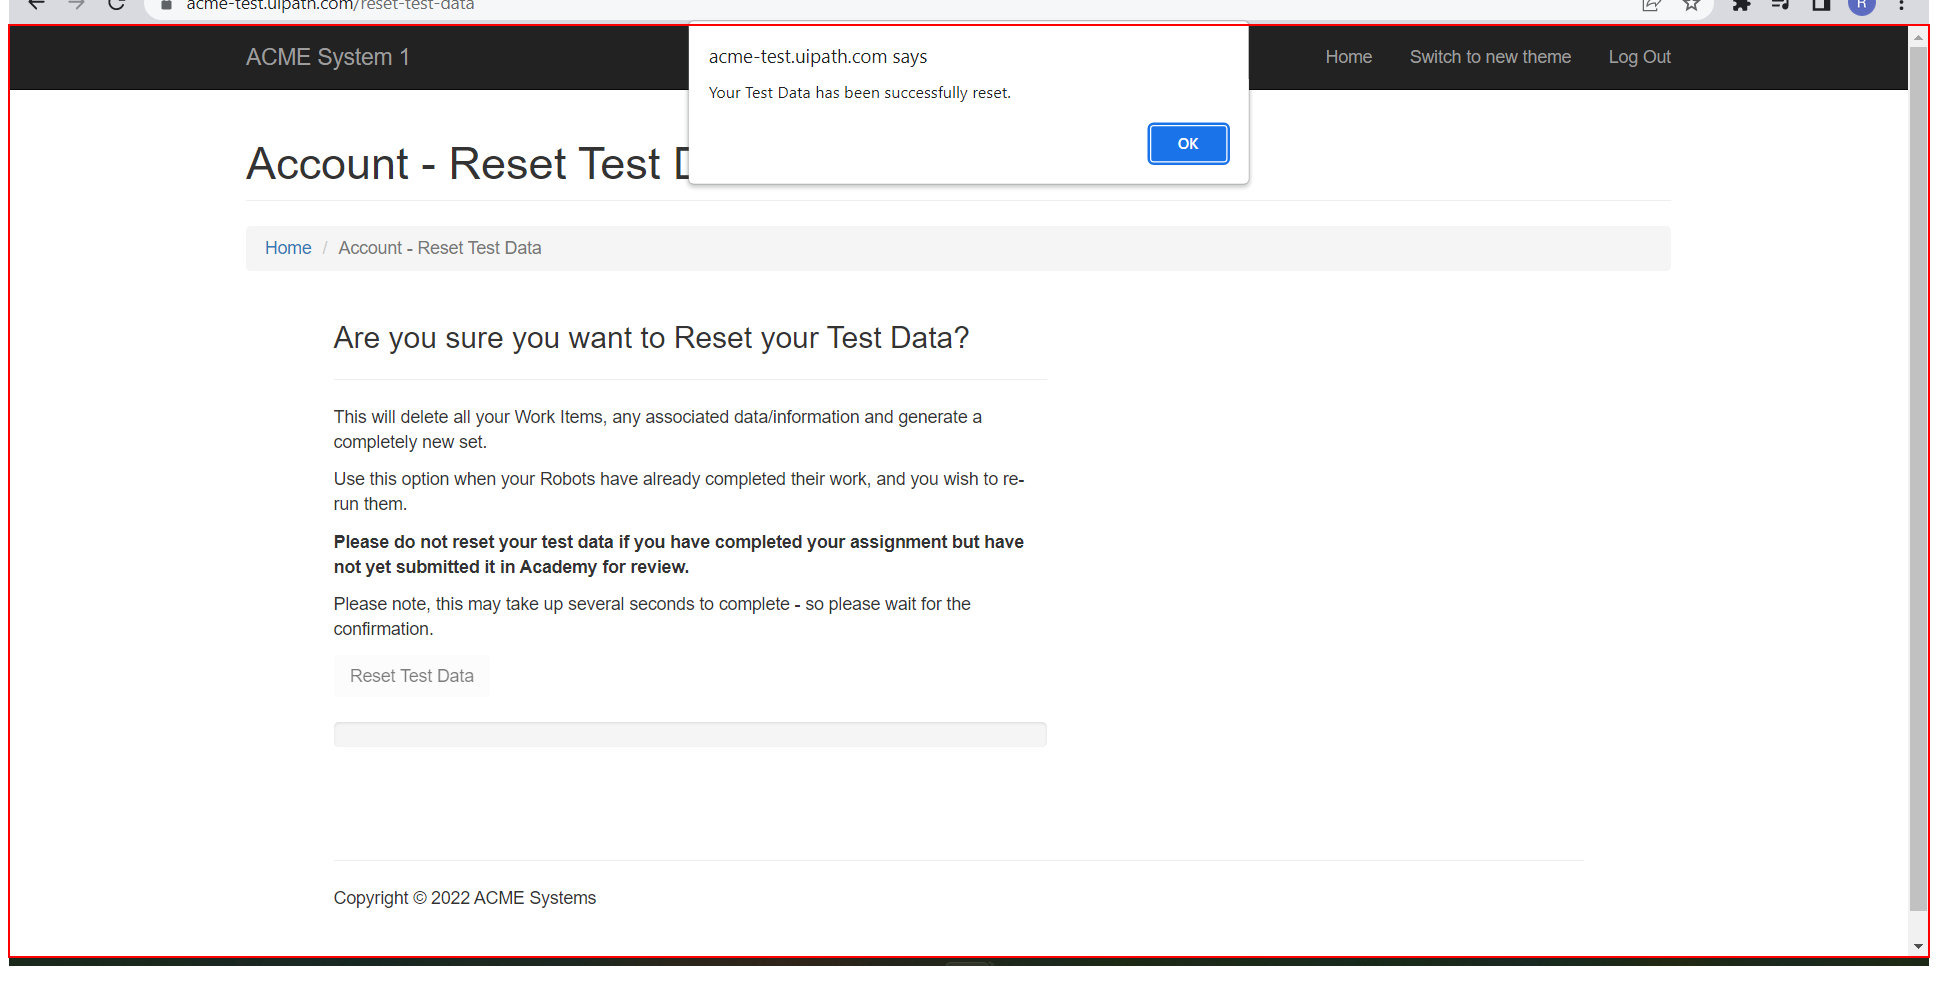 acme-test.uipath.com/reset-test-data
R
ACME System 1
Home
Switch to new theme
Log Out
acme-test.uipath.com says
Your Test Data has been successfully reset.
OK
Account - Reset Test
Home / Account - Reset Test Data
Are you sure you want to Reset your Test Data?
This will delete all your Work Items, any associated data/information and generate a
completely new set.
Use this option when your Robots have already completed their work, and you wish to re-
run them.
Please do not reset your test data if you have completed your assignment but have
not yet submitted it in Academy for review.
Please note, this may take up several seconds to complete - so please wait for the
confirmation.
Reset Test Data
Copyright © 2022 ACME Systems